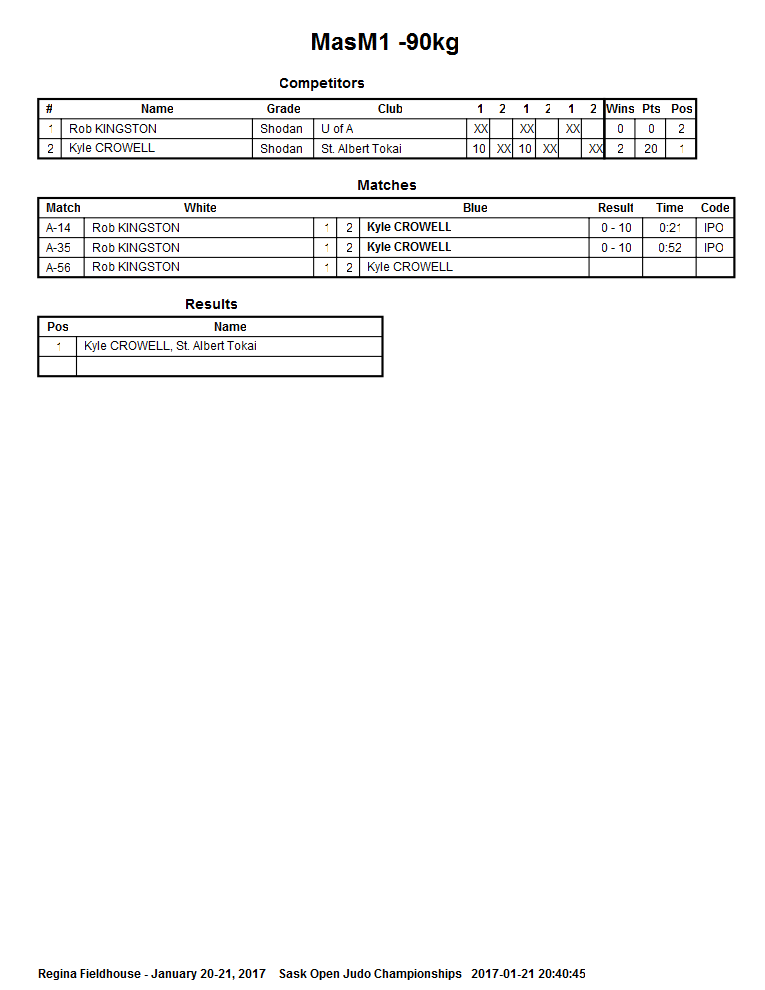 MasM1 -90kg
Competitors
# Name Grade Club 1 2 1 2 1 2 Wins Pts Pos
1 Rob KINGSTON Shodan U of A XX XX XX 0 0 2
2 Kyle CROWELL Shodan St. Albert Tokai 10 XX 10 XX XX 2 20 1
Matches
Match White Blue Result Time Code
A-14 Rob KINGSTON 1 2 Kyle CROWELL 0 - 10 0:21 IPO
A-35 Rob KINGSTON 1 2 Kyle CROWELL 0 - 10 0:52 IPO
A-56 Rob KINGSTON 1 2 Kyle CROWELL
Results
Pos Name
1 Kyle CROWELL, St. Albert Tokai
Regina Fieldhouse - January 20-21, 2017 Sask Open Judo Championships 2017-01-21 20:40:45